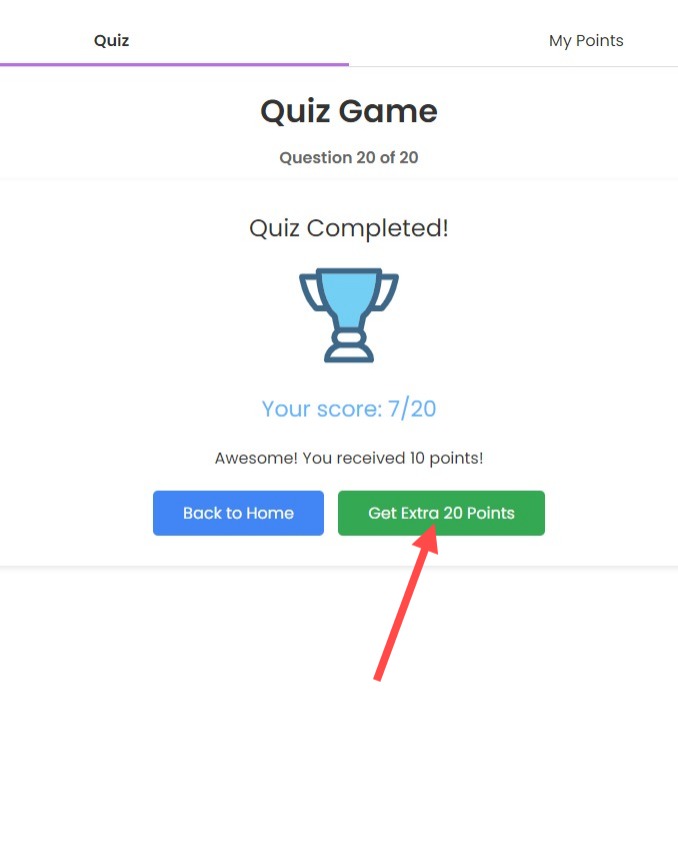 Quiz
My Points
Quiz Game
Question 20 of 20
Quiz Completed!
Your score: 7/20
Awesome! You received 10 points!
Back to Home
Get Extra 20 Points